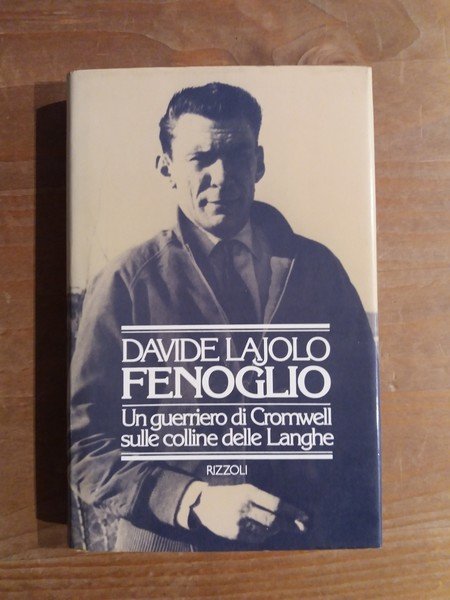 DAVIDE LAJOLO
FENOGLIO
Un guerriero di Cromwell
sulle colline delle Langhe
RIZZOLI